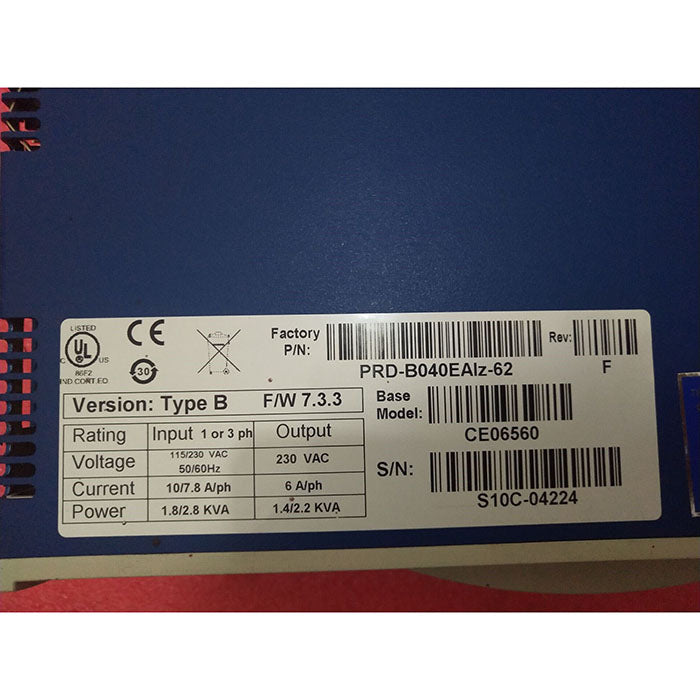 LISTED
UL
C US
86F2
IND.CONT.EQ.
CE
30
Factory P/N:
PRD-B040EAIz-62
Rev:
F
Version: Type B F/W 7.3.3
Base Model:
CE06560
Rating Input 1 or 3 ph Output
Voltage 115/230 VAC 50/60Hz 230 VAC
Current 10/7.8 A/ph 6 A/ph
Power 1.8/2.8 KVA 1.4/2.2 KVA
S/N:
S10C-04224